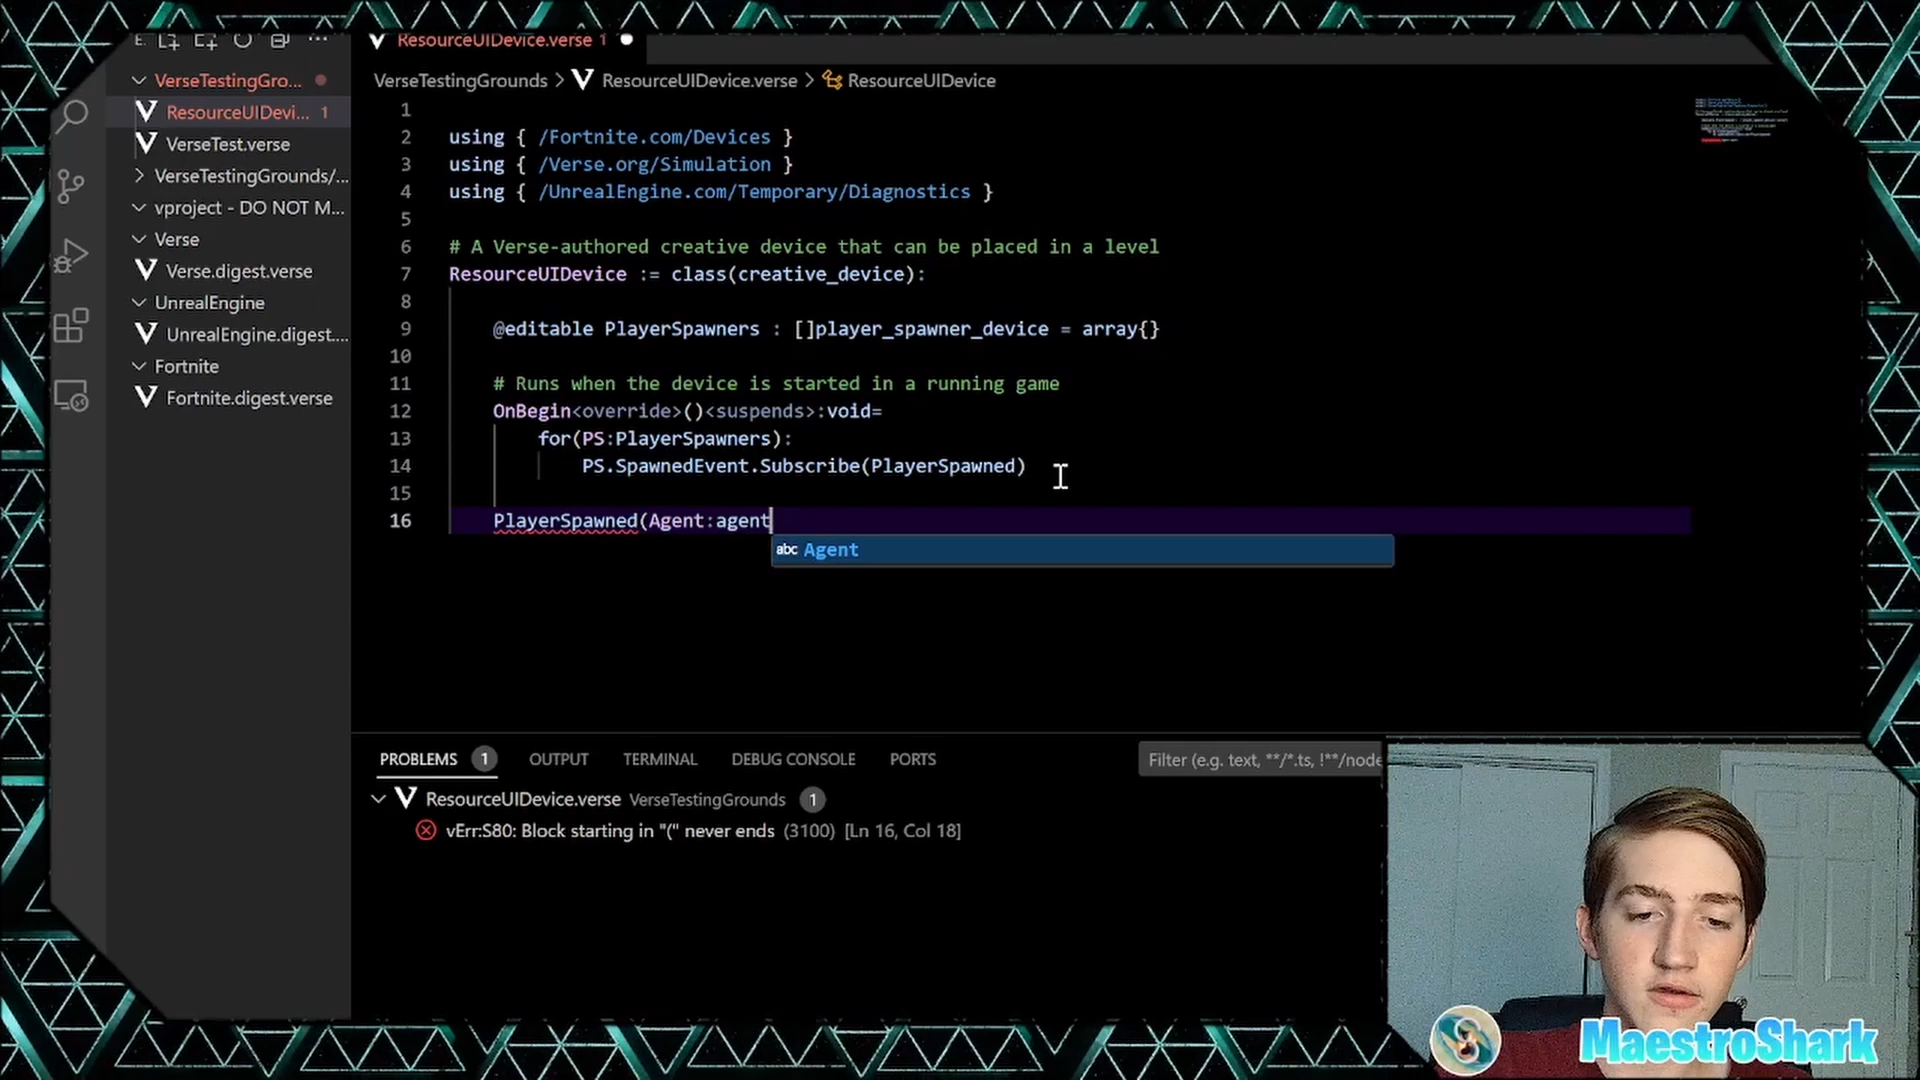 E.
ResourceUIDevice.verse 1
VerseTestingGro...
VerseTestingGrounds > ResourceUIDevice.verse > ResourceUIDevice
ResourceUIDevi... 1
VerseTest.verse
VerseTestingGrounds/...
vproject - DO NOT M...
Verse
Verse.digest.verse
UnrealEngine
UnrealEngine.digest....
Fortnite
Fortnite.digest.verse
1
2 using { /Fortnite.com/Devices }
3 using { /Verse.org/Simulation }
4 using { /UnrealEngine.com/Temporary/Diagnostics }
5
6 # A Verse-authored creative device that can be placed in a level
7 ResourceUIDevice := class(creative_device):
8
9 @editable PlayerSpawners : []player_spawner_device = array{}
10
11 # Runs when the device is started in a running game
12 OnBegin<override>()<suspends>:void=
13 for(PS:PlayerSpawners):
14 PS.SpawnedEvent.Subscribe(PlayerSpawned)
15
16 PlayerSpawned(Agent:agent
abc Agent
PROBLEMS 1 OUTPUT TERMINAL DEBUG CONSOLE PORTS Filter (e.g. text, **/*.ts, !**/node
ResourceUIDevice.verse VerseTestingGrounds 1
vErr:S80: Block starting in "(" never ends (3100) [Ln 16, Col 18]
MaestroShark